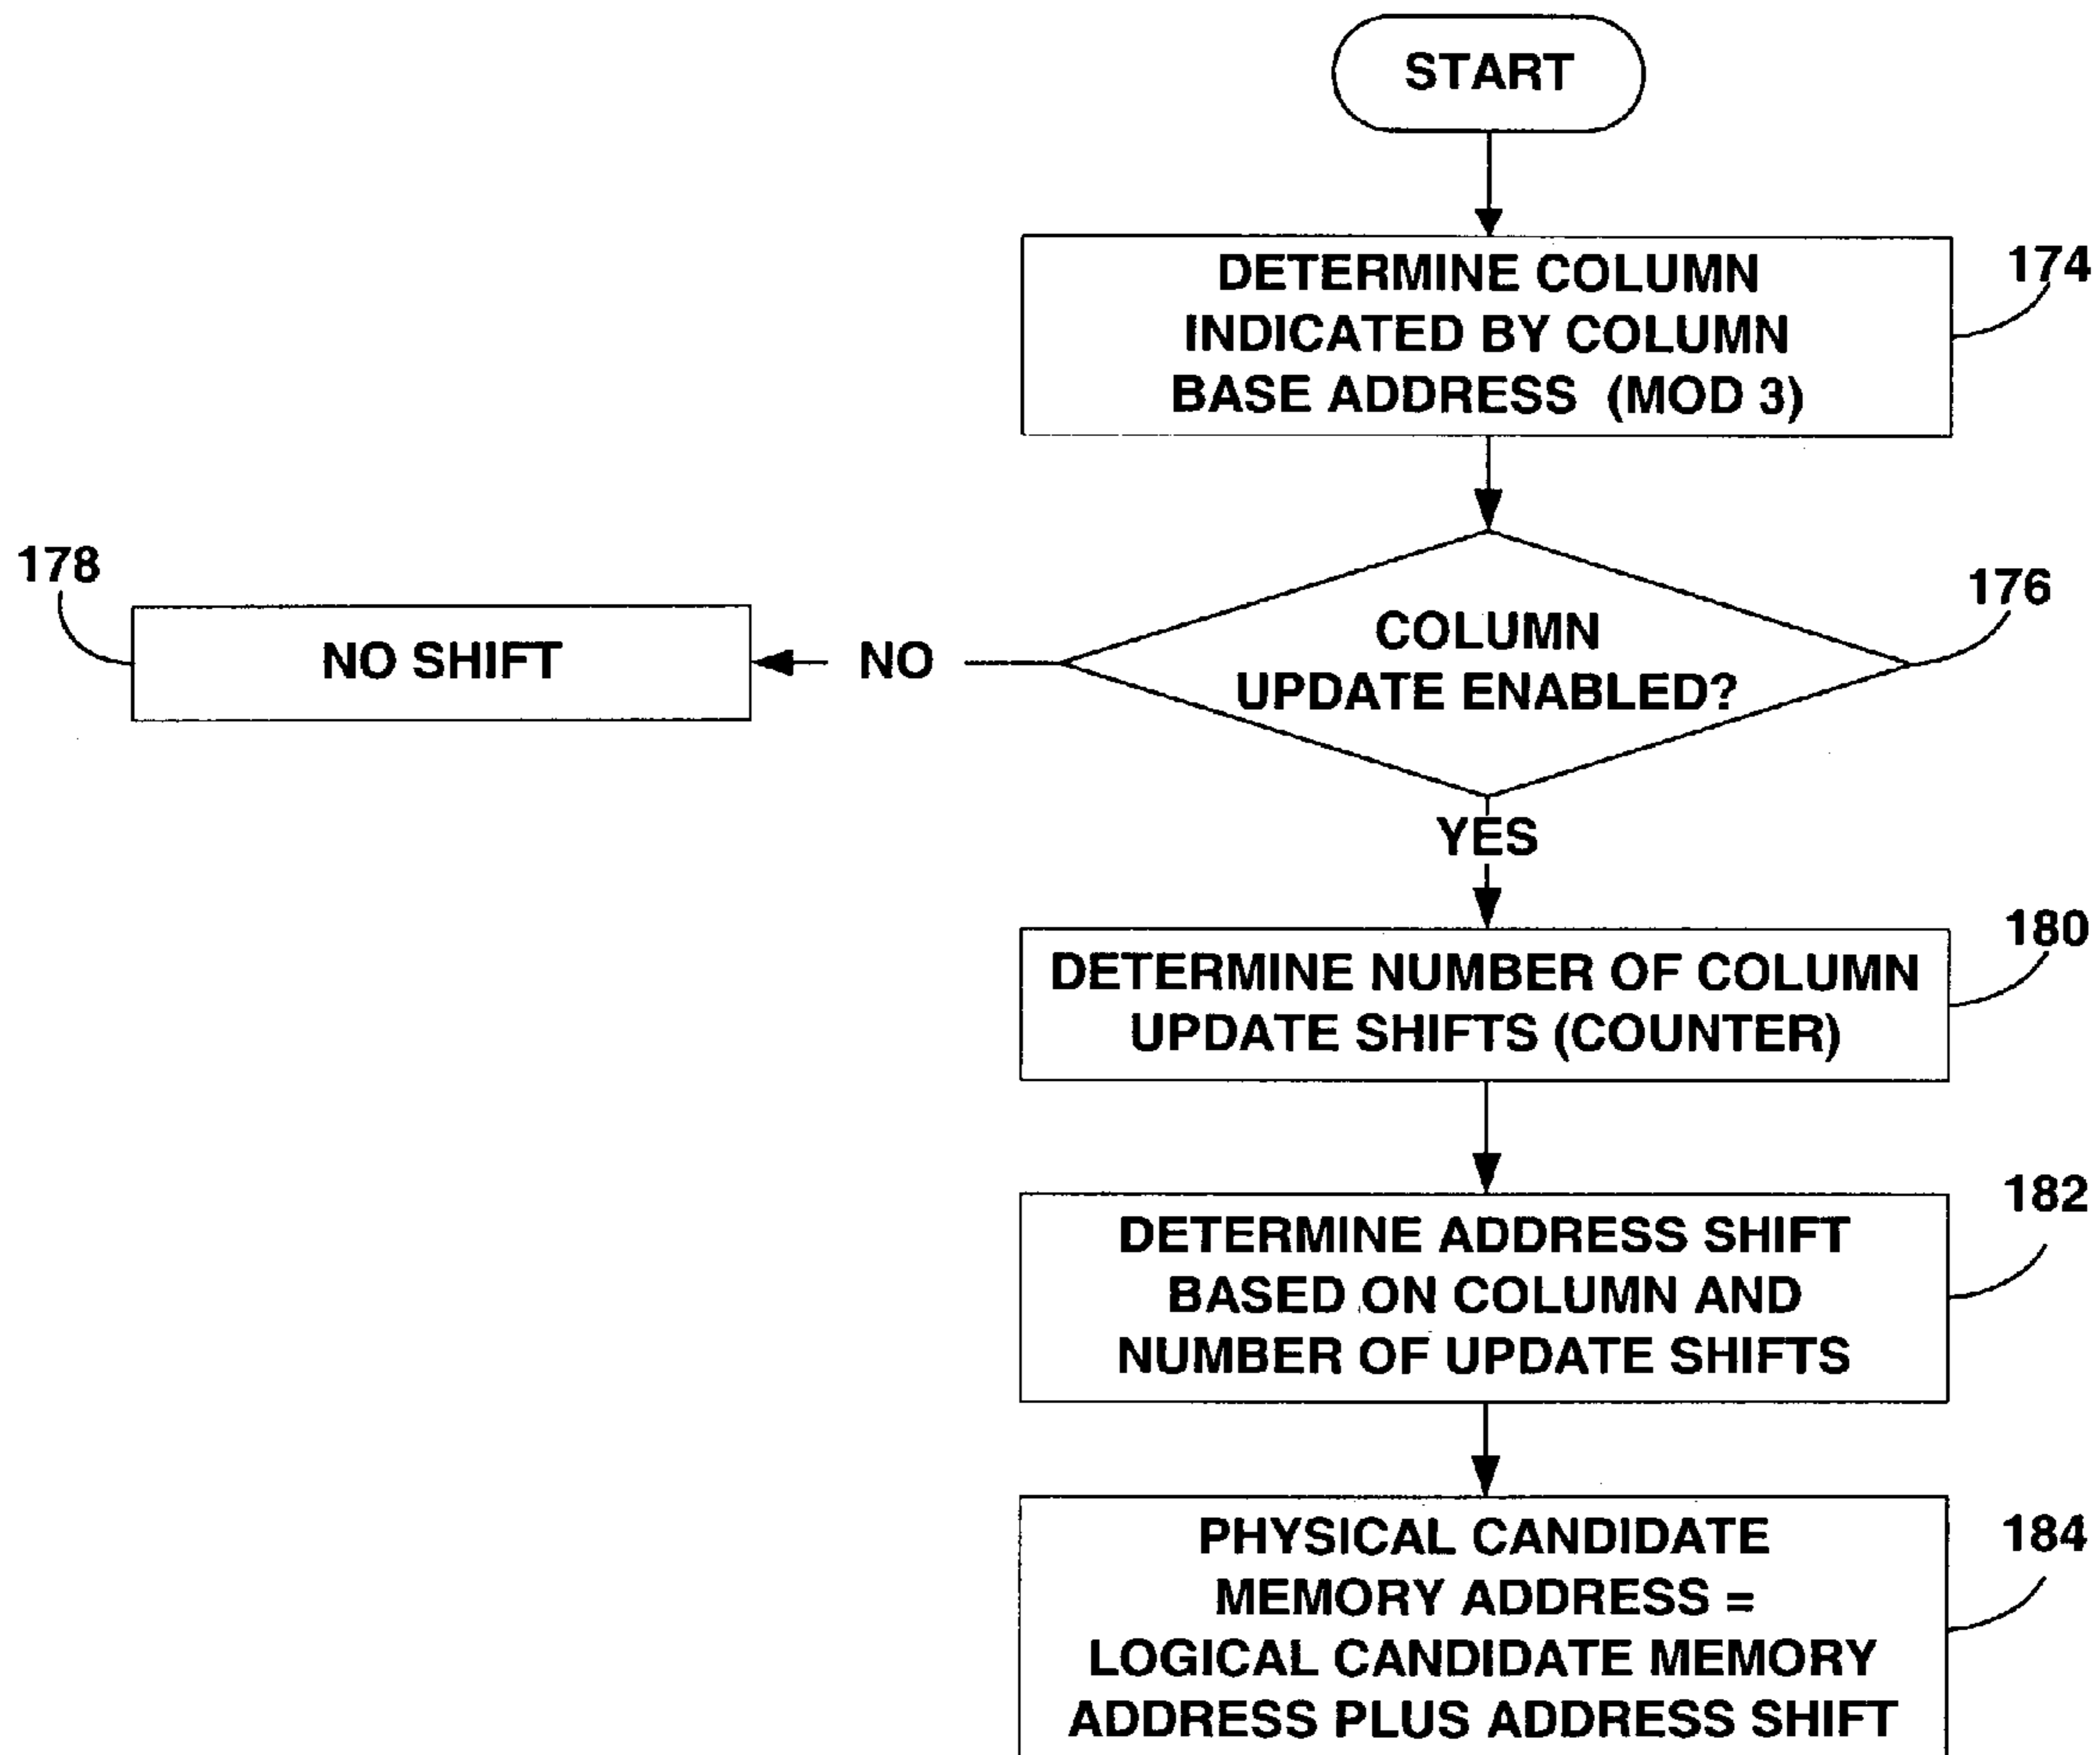 START
DETERMINE COLUMN
INDICATED BY COLUMN
BASE ADDRESS (MOD 3)
174
COLUMN
UPDATE ENABLED?
176
NO
NO SHIFT
178
YES
DETERMINE NUMBER OF COLUMN
UPDATE SHIFTS (COUNTER)
180
DETERMINE ADDRESS SHIFT
BASED ON COLUMN AND
NUMBER OF UPDATE SHIFTS
182
PHYSICAL CANDIDATE
MEMORY ADDRESS =
LOGICAL CANDIDATE MEMORY
ADDRESS PLUS ADDRESS SHIFT
184